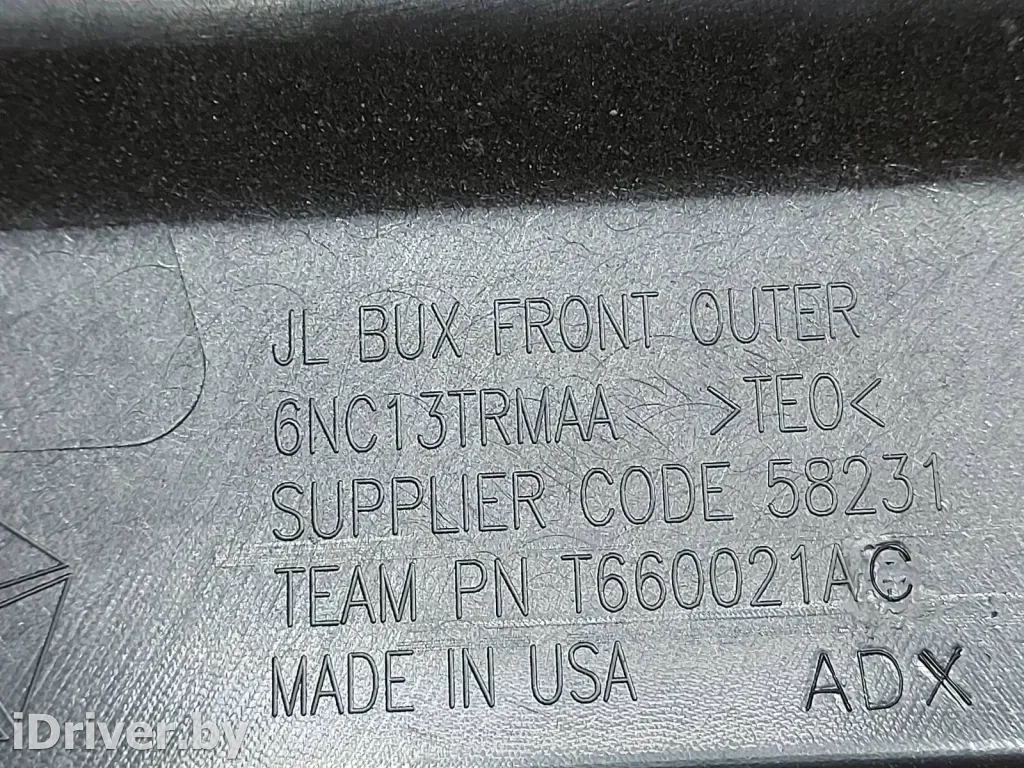 JL BUX FRONT OUTER
6NC13TRMAA >TEO<
SUPPLIER CODE 58231
TEAM PN T660021AC
MADE IN USA ADX
iDriver.by